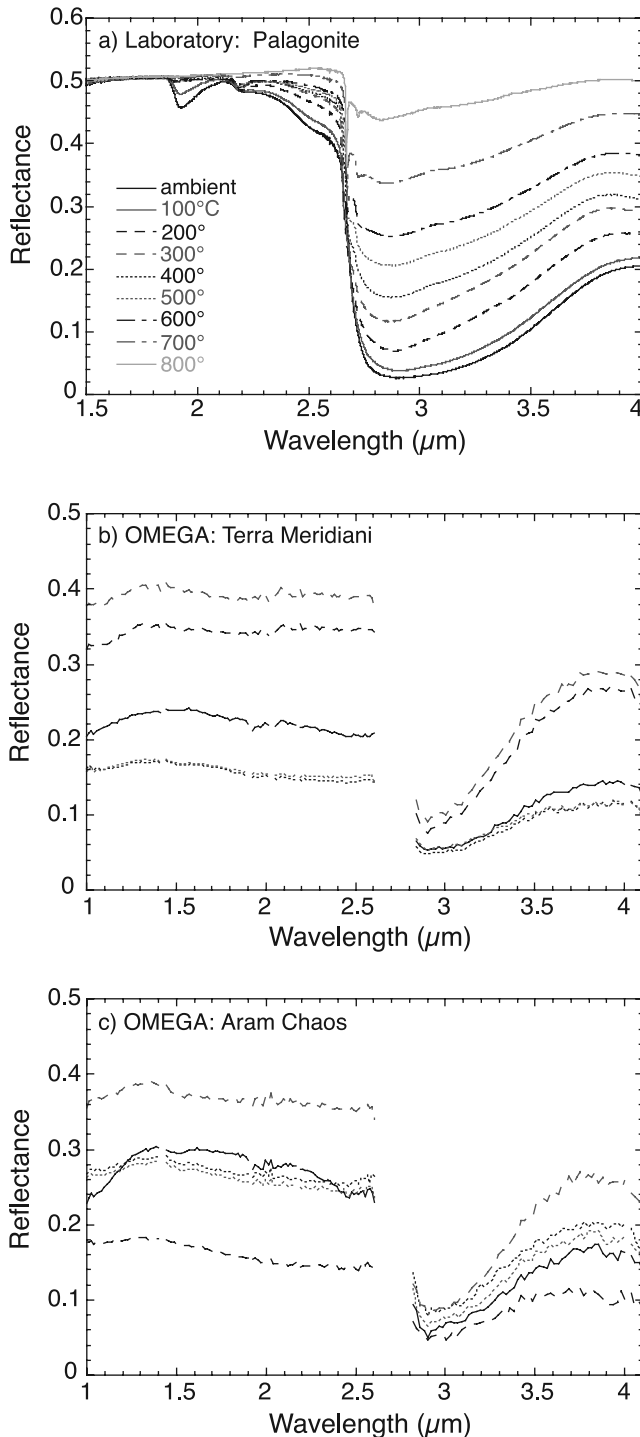 a) Laboratory: Palagonite
0.6
0.5
0.4
0.3
0.2
0.1
0
Reflectance
ambient
100°C
200°
300°
400°
500°
600°
700°
800°
1.5 2 2.5 3 3.5 4
Wavelength (µm)
b) OMEGA: Terra Meridiani
0.5
0.4
0.3
0.2
0.1
0
Reflectance
1 1.5 2 2.5 3 3.5 4
Wavelength (µm)
c) OMEGA: Aram Chaos
0.5
0.4
0.3
0.2
0.1
0
Reflectance
1 1.5 2 2.5 3 3.5 4
Wavelength (µm)